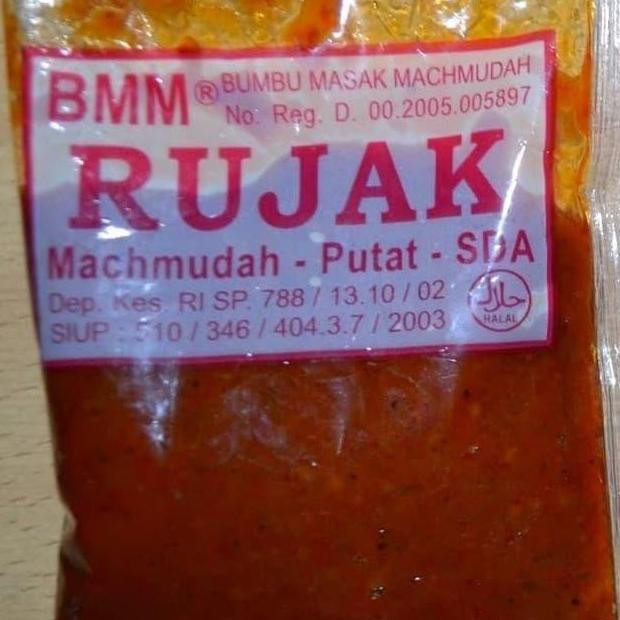 BMM® BUMBU MASAK MACHMUDAH
No. Reg. D. 00.2005.005897
RUJAK
Machmudah - Putat - SDA
Dep. Kes. RI SP. 788 / 13.10 / 02
SIUP : 510 / 346 / 404.3.7 / 2003
حلال
HALAL